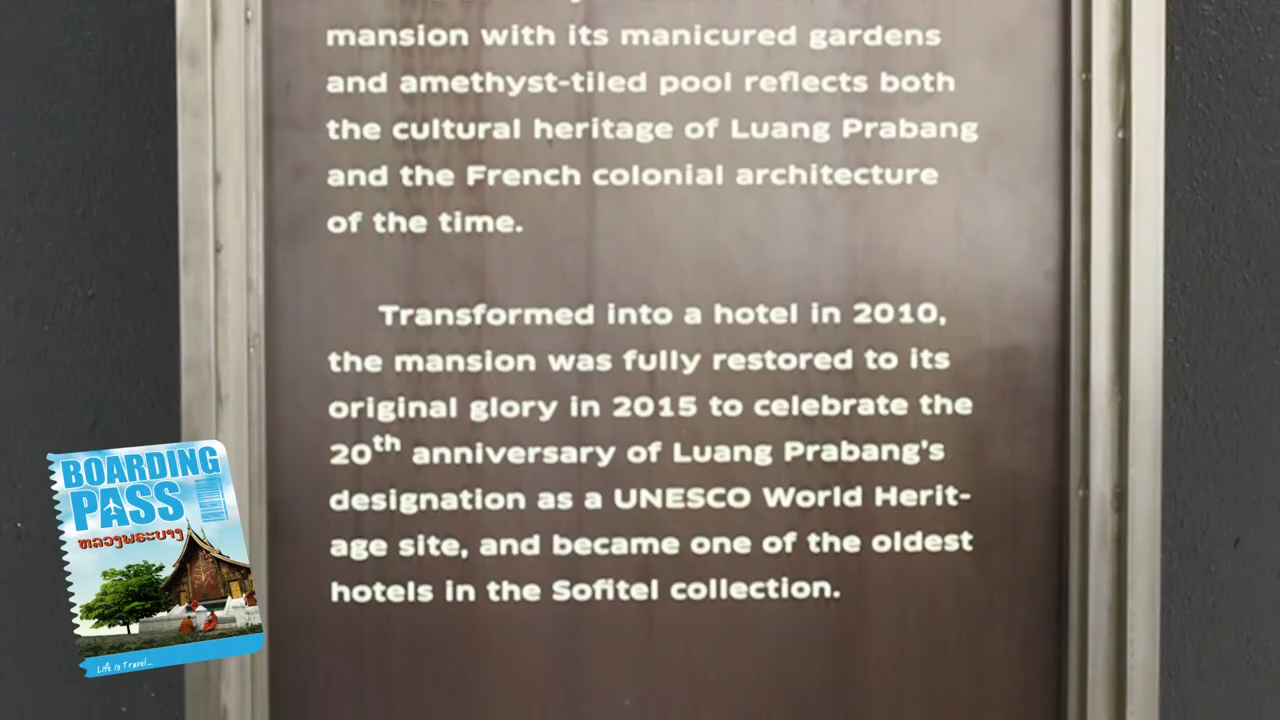 mansion with its manicured gardens
and amethyst-tiled pool reflects both
the cultural heritage of Luang Prabang
and the French colonial architecture
of the time.
Transformed into a hotel in 2010,
the mansion was fully restored to its
original glory in 2015 to celebrate the
20th anniversary of Luang Prabang's
designation as a UNESCO World Herit-
age site, and became one of the oldest
hotels in the Sofitel collection.
BOARDING
PASS
ຫລວງພຣະບາງ
Life is Travel...